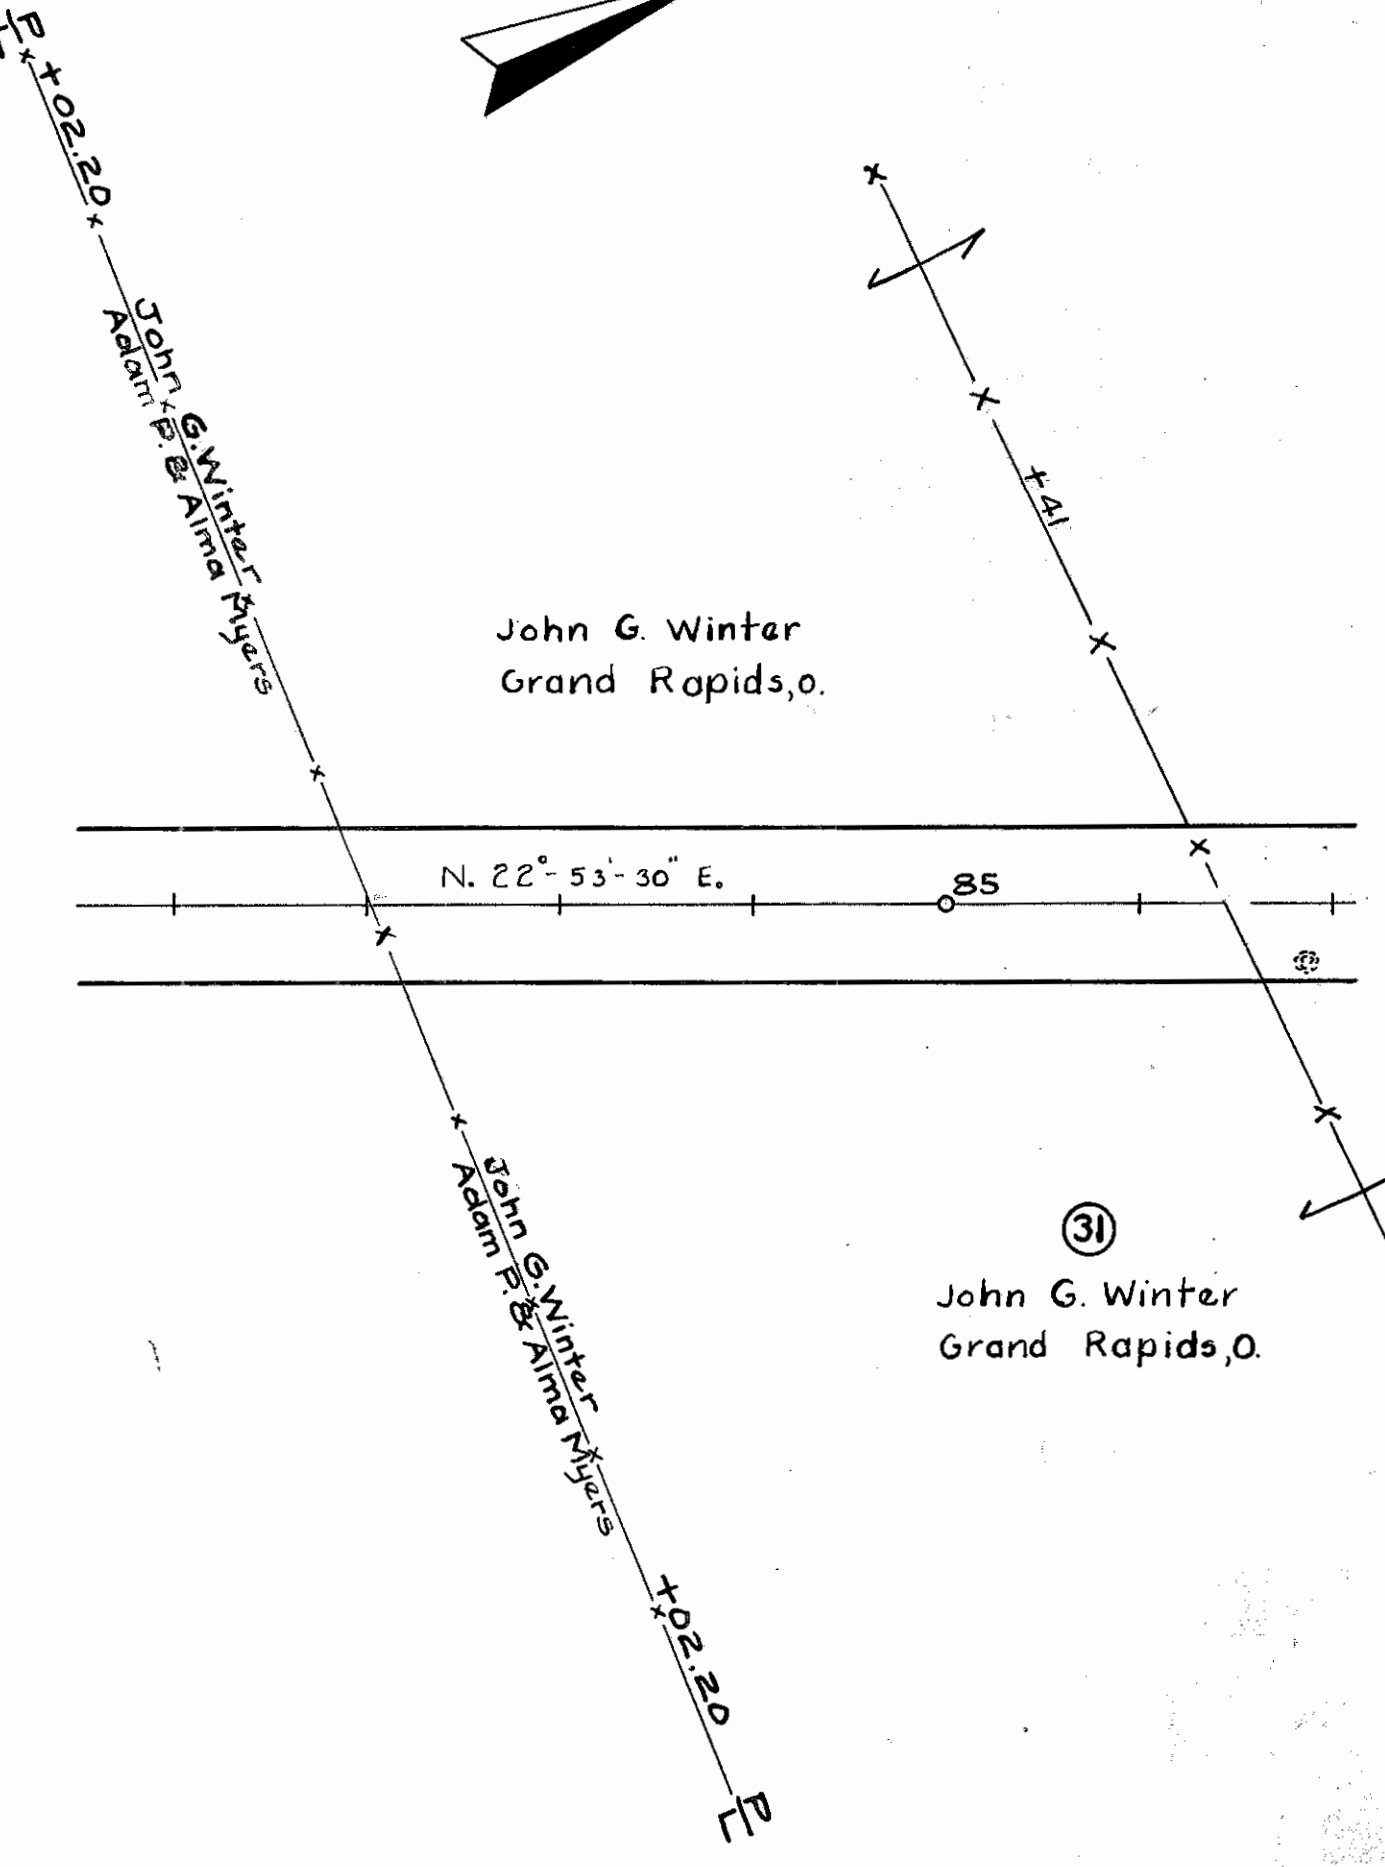 P
L
+02.20
John G. Winter
Adam P. & Alma Myers
+41
John G. Winter
Grand Rapids,O.
N. 22°-53'-30" E.
85
John G. Winter
Adam P. & Alma Myers
31
John G. Winter
Grand Rapids,O.
+02.20
P
L